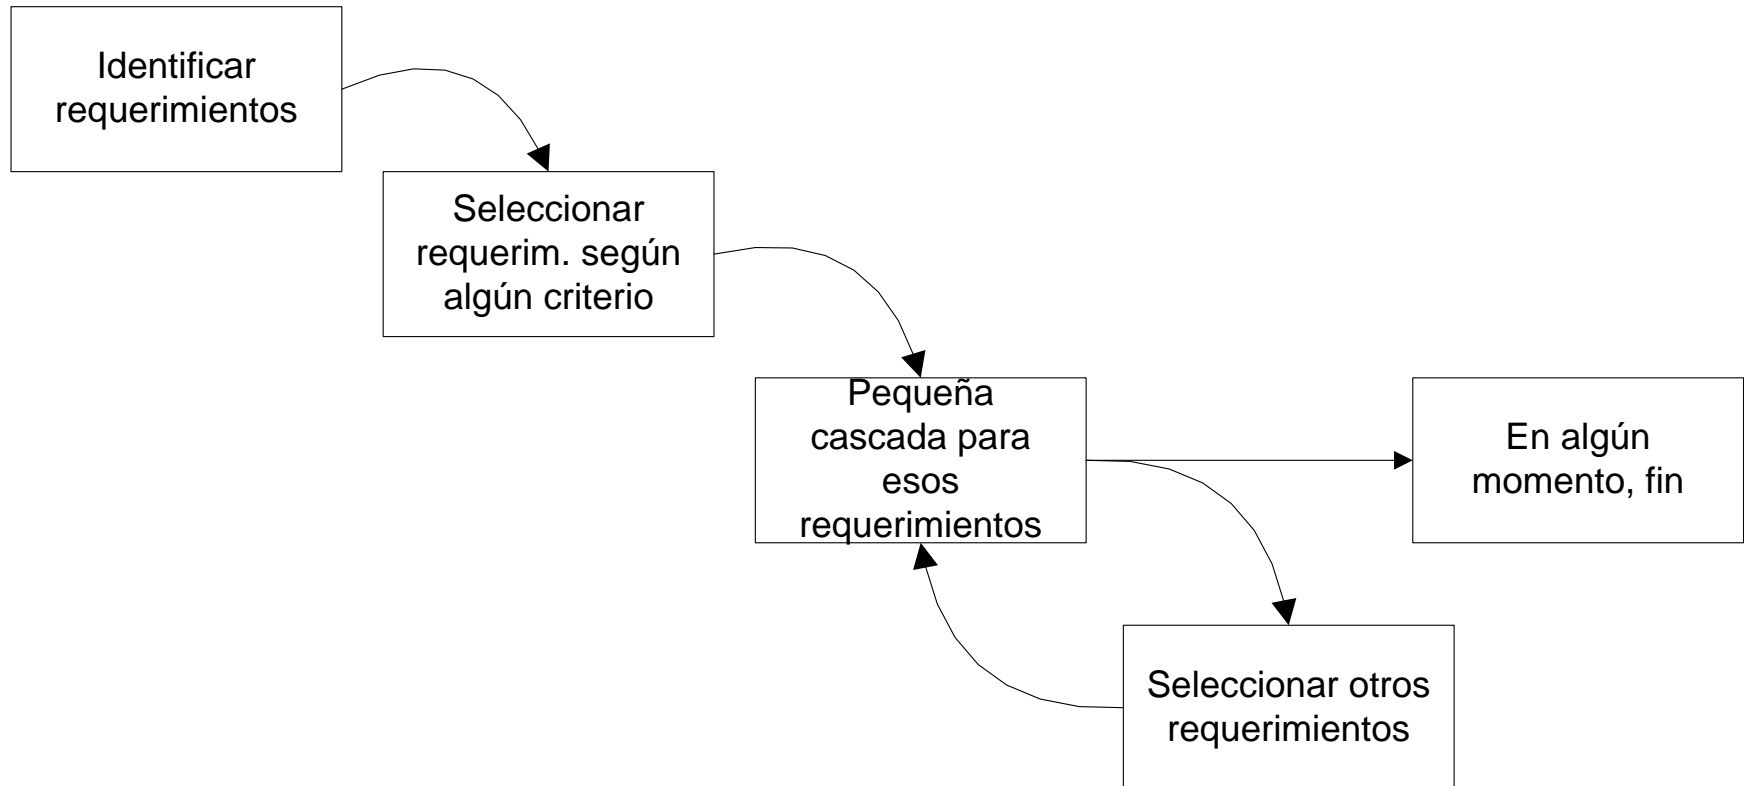 Identificar
requerimientos
Seleccionar
requerim. según
algún criterio
Pequeña
cascada para
esos
requerimientos
En algún
momento, fin
Seleccionar otros
requerimientos